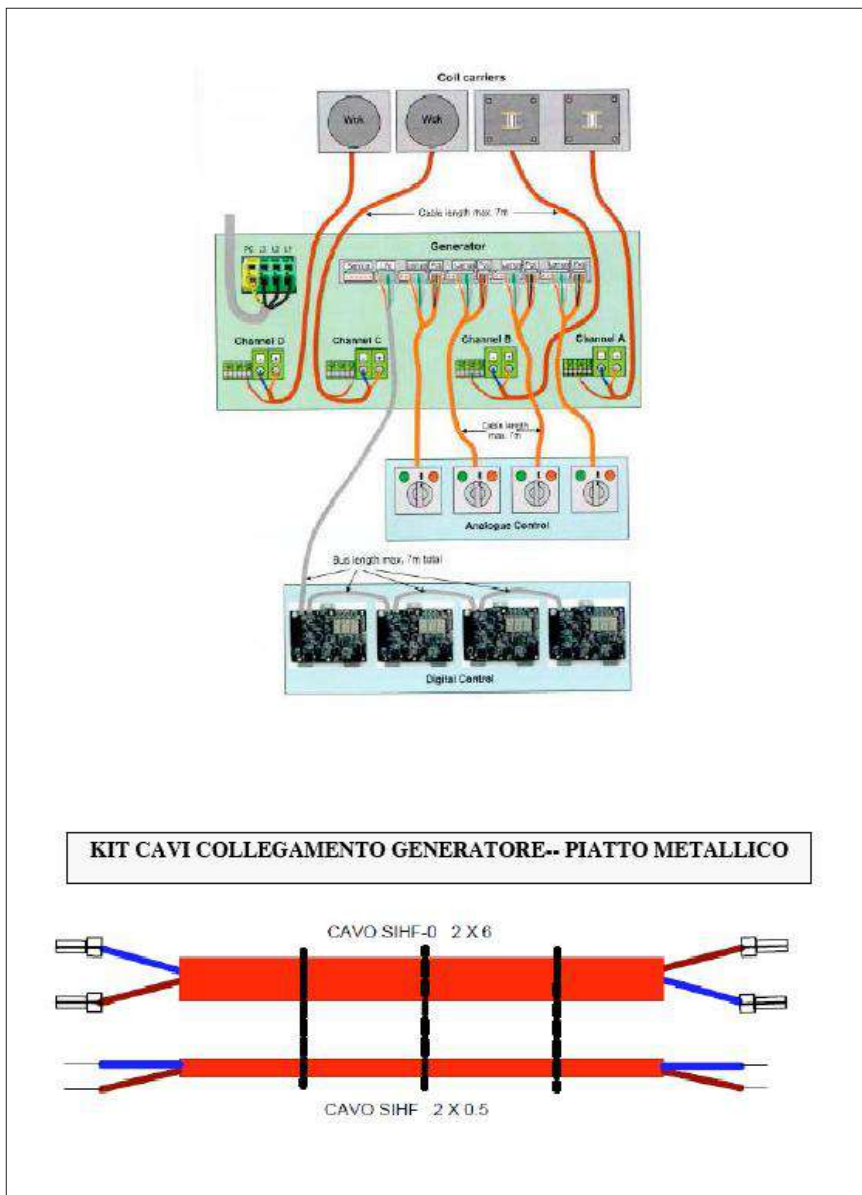 Coil carriers
Wok
Wok
Cable length max. 7m
Generator
PE L3 L2 L1
Channel D
Channel C
Channel B
Channel A
Cable length
max. 7m
Analogue Control
Bus length max. 7m total
Digital Control
KIT CAVI COLLEGAMENTO GENERATORE-- PIATTO METALLICO
CAVO SIHF-0 2 X 6
CAVO SIHF 2 X 0.5